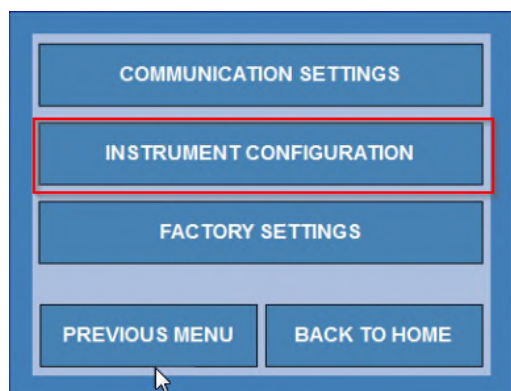 COMMUNICATION SETTINGS
INSTRUMENT CONFIGURATION
FACTORY SETTINGS
PREVIOUS MENU
BACK TO HOME